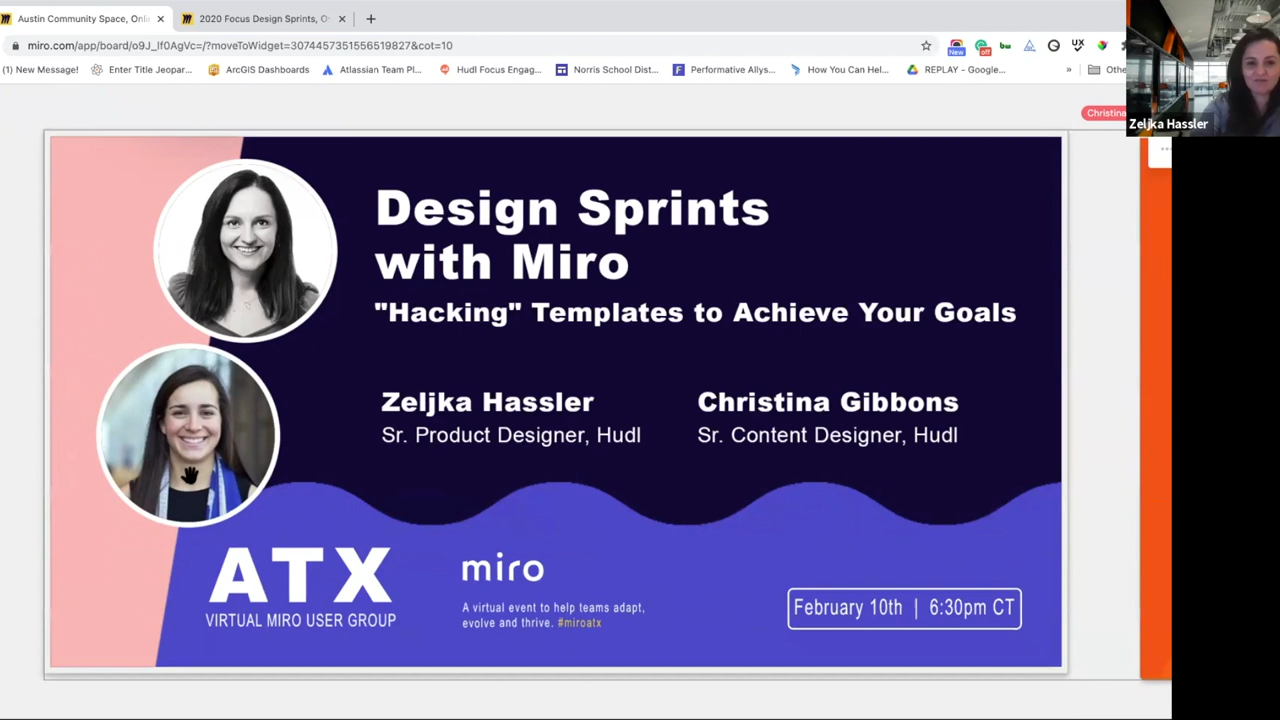 Austin Community Space, Onli
2020 Focus Design Sprints, O
miro.com/app/board/o9J_lf0AgVc=/?moveToWidget=3074457351556519827&cot=10
New
off
bw
UX
(1) New Message!
Enter Title Jeopar...
ArcGIS Dashboards
Atlassian Team Pl...
Hudl Focus Engag...
Norris School Dist...
Performative Allys...
How You Can Hel...
REPLAY - Google...
»
Othe
Christina
Zeljka Hassler
Design Sprints
with Miro
"Hacking" Templates to Achieve Your Goals
Zeljka Hassler
Sr. Product Designer, Hudl
Christina Gibbons
Sr. Content Designer, Hudl
ATX
VIRTUAL MIRO USER GROUP
miro
A virtual event to help teams adapt,
evolve and thrive. #miroatx
February 10th | 6:30pm CT